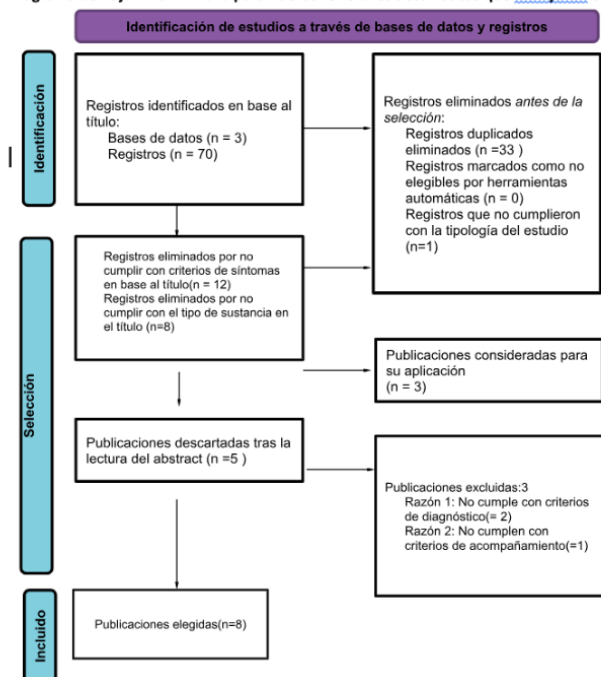 Identificación de estudios a través de bases de datos y registros
Identificación
Registros identificados en base al
título:
Bases de datos (n = 3)
Registros (n = 70)
Registros eliminados antes de la
selección:
Registros duplicados
eliminados (n =33 )
Registros marcados como no
elegibles por herramientas
automáticas (n = 0)
Registros que no cumplieron
con la tipología del estudio
(n=1)
Selección
Registros eliminados por no
cumplir con criterios de síntomas
en base al título(n = 12)
Registros eliminados por no
cumplir con el tipo de sustancia en
el título (n=8)
Publicaciones consideradas para
su aplicación
(n = 3)
Publicaciones descartadas tras la
lectura del abstract (n =5 )
Publicaciones excluidas:3
Razón 1: No cumple con criterios
de diagnóstico(= 2)
Razón 2: No cumplen con
criterios de acompañamiento(=1)
Incluido
Publicaciones elegidas(n=8)